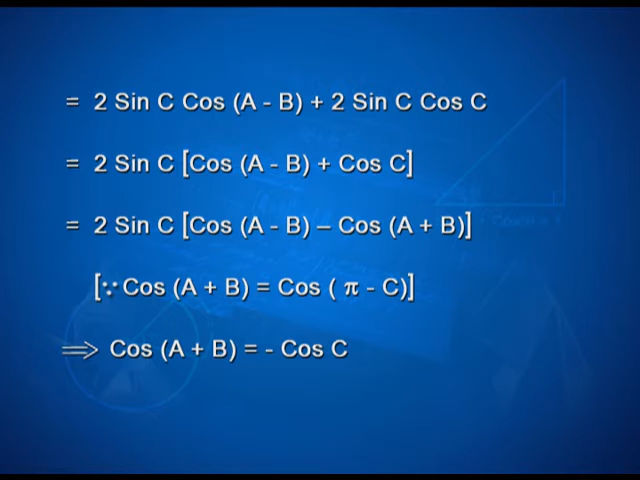 = 2 Sin C Cos (A - B) + 2 Sin C Cos C
= 2 Sin C [Cos (A - B) + Cos C]
= 2 Sin C [Cos (A - B) – Cos (A + B)]
[∵ Cos (A + B) = Cos ( π - C)]
⟹ Cos (A + B) = - Cos C